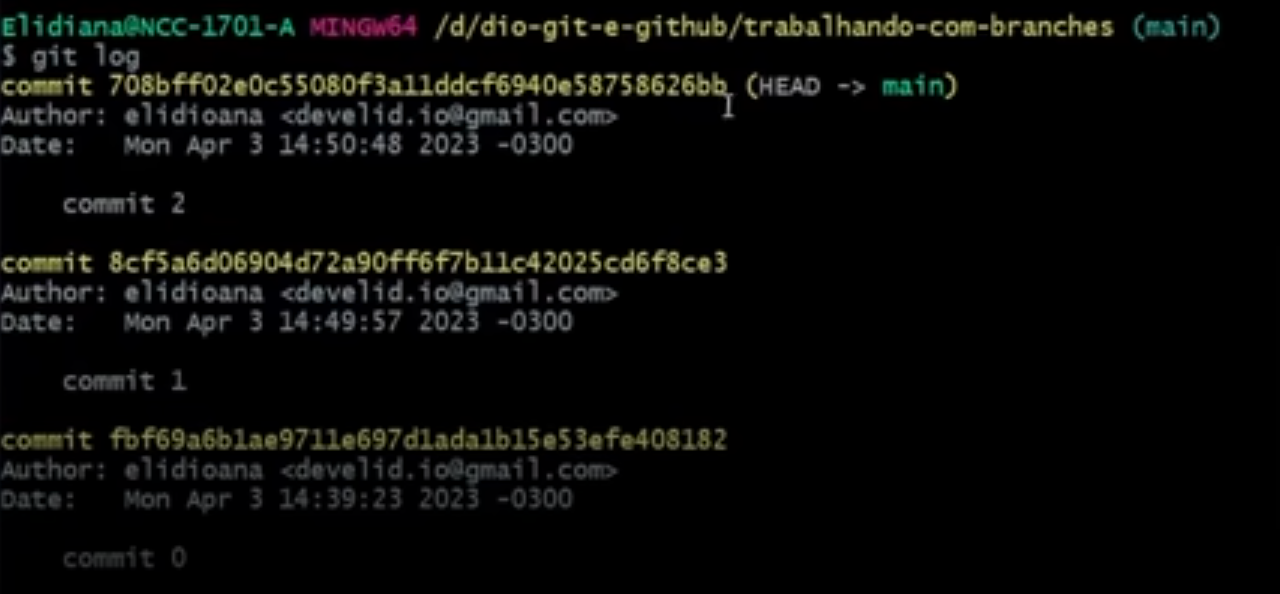 Elidiana@NCC-1701-A MINGW64 /d/dio-git-e-github/trabalhando-com-branches (main)
$ git log
commit 708bff02e0c55080f3a11ddcf6940e58758626bb (HEAD -> main)
Author: elidioana <develid.io@gmail.com>
Date:   Mon Apr 3 14:50:48 2023 -0300
    commit 2
commit 8cf5a6d06904d72a90ff6f7b11c42025cd6f8ce3
Author: elidioana <develid.io@gmail.com>
Date:   Mon Apr 3 14:49:57 2023 -0300
    commit 1
commit fbf69a6b1ae9711e697d1ada1b15e53efe408182
Author: elidioana <develid.io@gmail.com>
Date:   Mon Apr 3 14:39:23 2023 -0300
    commit 0